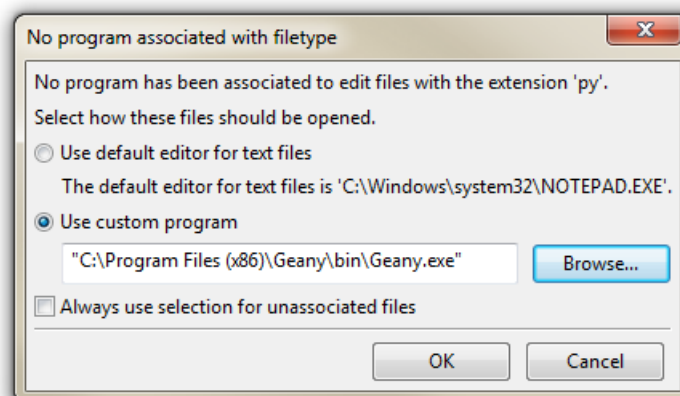 No program associated with filetype
No program has been associated to edit files with the extension 'py'.
Select how these files should be opened.
Use default editor for text files
The default editor for text files is 'C:\Windows\system32\NOTEPAD.EXE'.
Use custom program
"C:\Program Files (x86)\Geany\bin\Geany.exe"
Browse...
Always use selection for unassociated files
OK
Cancel